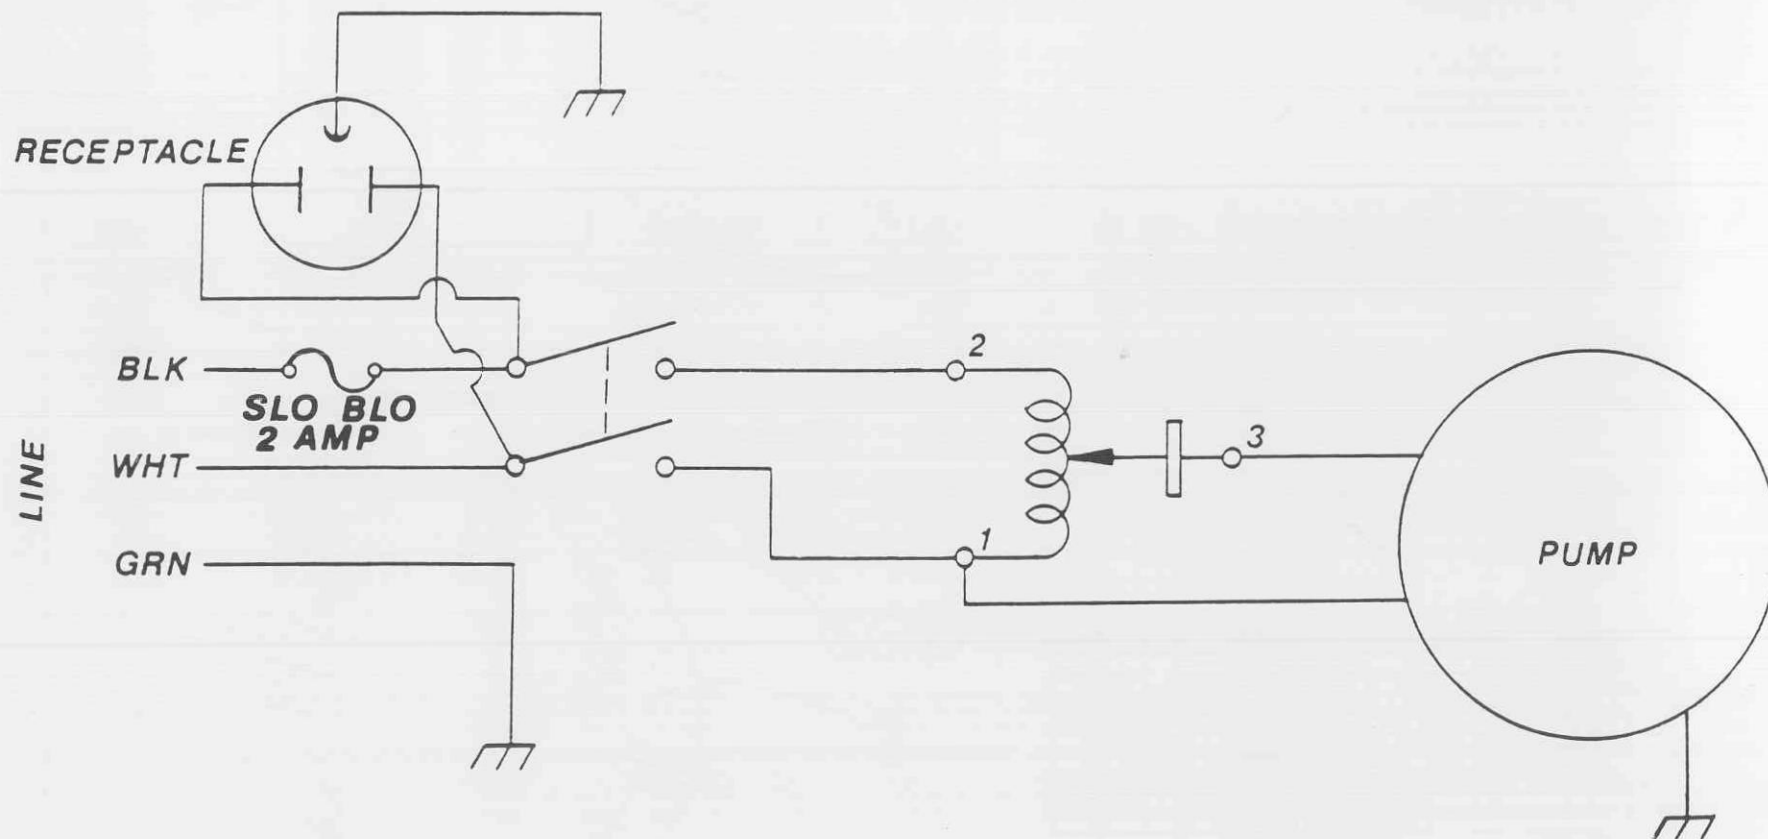 RECEPTACLE
BLK
SLO BLO
2 AMP
WHT
LINE
GRN
2
3
1
PUMP